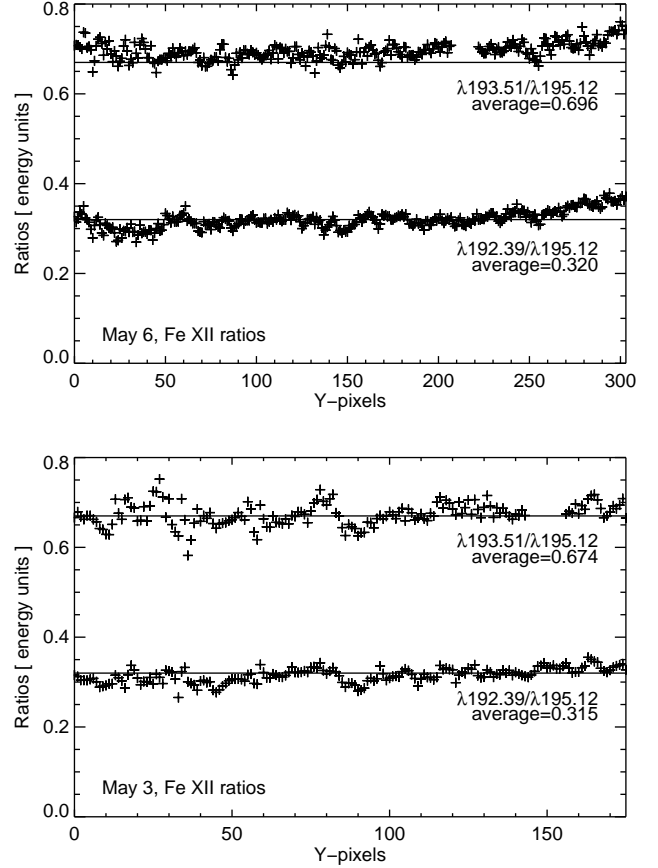 0.8
0.6
0.4
0.2
0.0
Ratios [ energy units ]
λ193.51/λ195.12
average=0.696
λ192.39/λ195.12
average=0.320
May 6, Fe XII ratios
0 50 100 150 200 250 300
Y−pixels
0.8
0.6
0.4
0.2
0.0
Ratios [ energy units ]
λ193.51/λ195.12
average=0.674
λ192.39/λ195.12
average=0.315
May 3, Fe XII ratios
0 50 100 150
Y−pixels